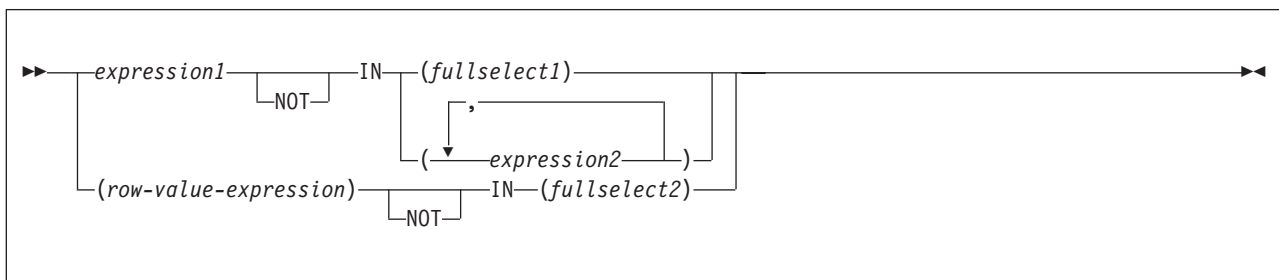 expression1 NOT IN (fullselect1)
,
( expression2 )
(row-value-expression) NOT IN (fullselect2)